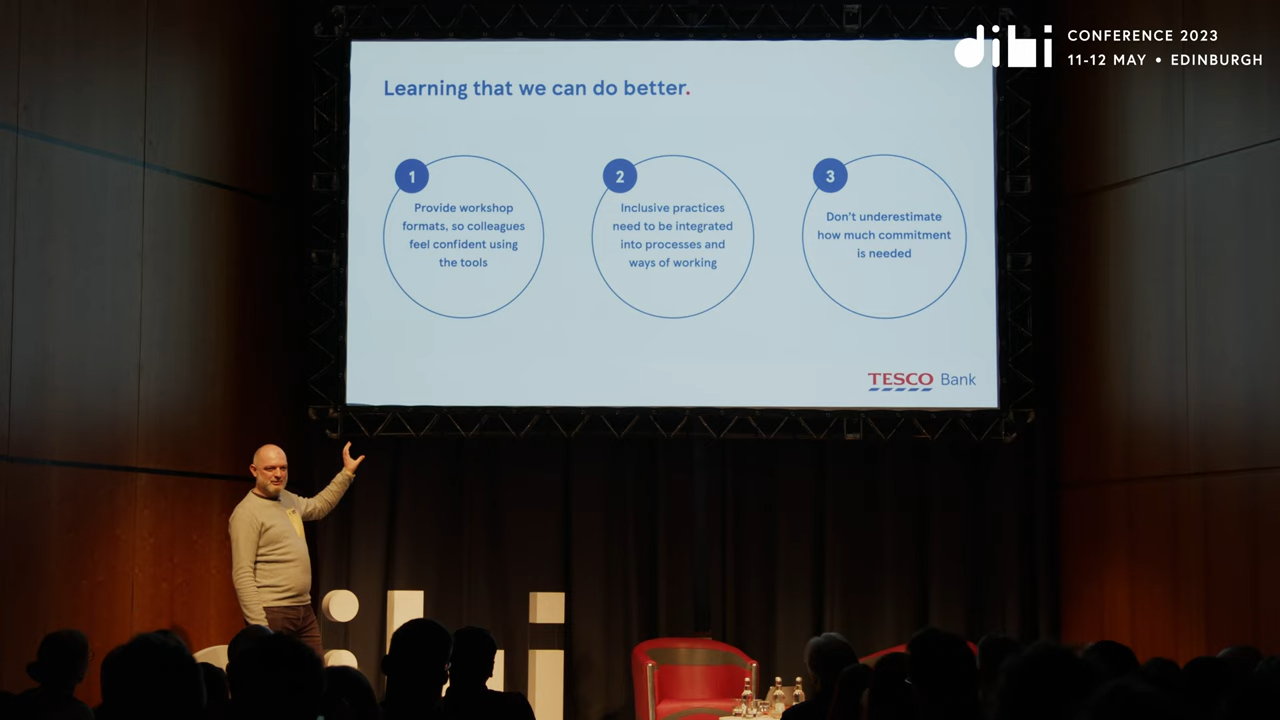 dibi
CONFERENCE 2023
11-12 MAY • EDINBURGH
Learning that we can do better.
1
Provide workshop
formats, so colleagues
feel confident using
the tools
2
Inclusive practices
need to be integrated
into processes and
ways of working
3
Don't underestimate
how much commitment
is needed
TESCO Bank